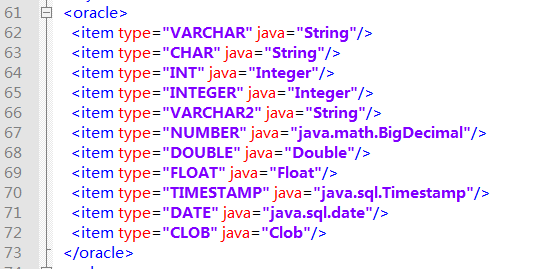 61 <oracle>
62 <item type="VARCHAR" java="String"/>
63 <item type="CHAR" java="String"/>
64 <item type="INT" java="Integer"/>
65 <item type="INTEGER" java="Integer"/>
66 <item type="VARCHAR2" java="String"/>
67 <item type="NUMBER" java="java.math.BigDecimal"/>
68 <item type="DOUBLE" java="Double"/>
69 <item type="FLOAT" java="Float"/>
70 <item type="TIMESTAMP" java="java.sql.Timestamp"/>
71 <item type="DATE" java="java.sql.date"/>
72 <item type="CLOB" java="Clob"/>
73 </oracle>